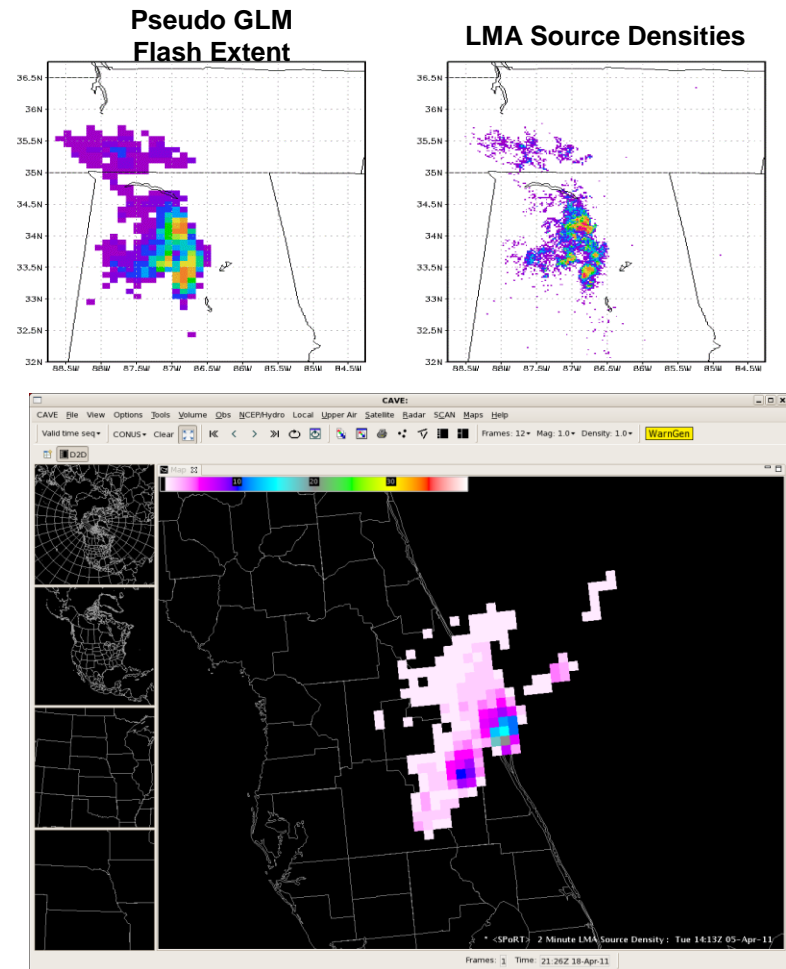 Pseudo GLM
Flash Extent
LMA Source Densities
36.5N
36N
35.5N
35N
34.5N
34N
33.5N
33N
32.5N
32N
88.5W 88W 87.5W 87W 86.5W 86W 85.5W 85W 84.5W
36.5N
36N
35.5N
35N
34.5N
34N
33.5N
33N
32.5N
32N
88.5W 88W 87.5W 87W 86.5W 86W 85.5W 85W 84.5W
CAVE:
CAVE File View Options Tools Volume Obs NCEP/Hydro Local Upper Air Satellite Radar SCAN Maps Help
Valid time seq CONUS Clear Frames: 12 Mag: 1.0 Density: 1.0 WarnGen
D2D
Map
10 20 30
* <SPoRT> 2 Minute LMA Source Density : Tue 14:13Z 05-Apr-11
Frames: 1 Time: 21:26Z 18-Apr-11